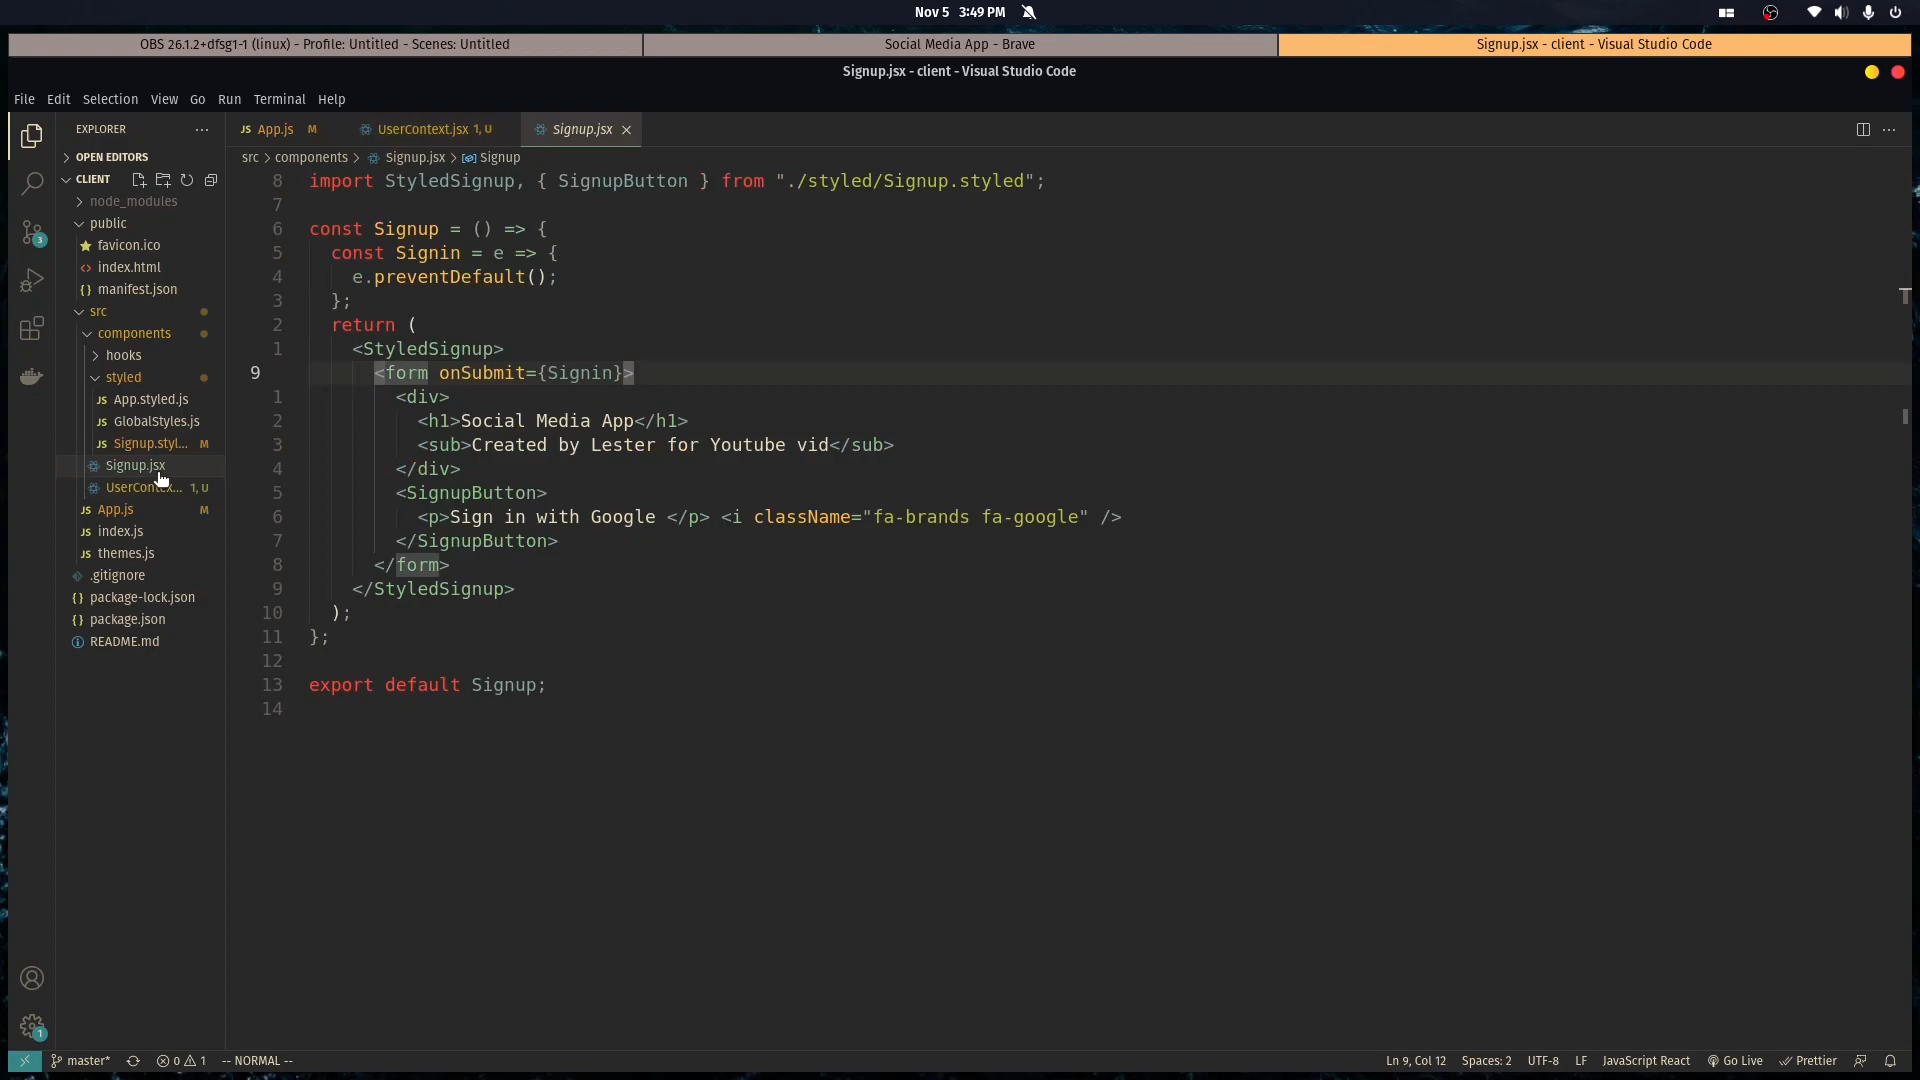 Nov 5 3:49 PM
OBS 26.1.2+dfsg1-1 (linux) - Profile: Untitled - Scenes: Untitled
Social Media App - Brave
Signup.jsx - client - Visual Studio Code
Signup.jsx - client - Visual Studio Code
File Edit Selection View Go Run Terminal Help
EXPLORER
JS App.js M
UserContext.jsx 1, U
Signup.jsx
OPEN EDITORS
src > components > Signup.jsx > Signup
CLIENT
node_modules
public
favicon.ico
index.html
manifest.json
src
components
hooks
styled
JS App.styled.js
JS GlobalStyles.js
JS Signup.styl... M
Signup.jsx
UserContex... 1, U
JS App.js M
JS index.js
JS themes.js
.gitignore
package-lock.json
package.json
README.md
3
1
8 import StyledSignup, { SignupButton } from "./styled/Signup.styled";
7
6 const Signup = () => {
5 const Signin = e => {
4 e.preventDefault();
3 };
2 return (
1 <StyledSignup>
9 <form onSubmit={Signin}>
1 <div>
2 <h1>Social Media App</h1>
3 <sub>Created by Lester for Youtube vid</sub>
4 </div>
5 <SignupButton>
6 <p>Sign in with Google </p> <i className="fa-brands fa-google" />
7 </SignupButton>
8 </form>
9 </StyledSignup>
10 );
11 };
12
13 export default Signup;
14
master* 0 1 -- NORMAL -- Ln 9, Col 12 Spaces: 2 UTF-8 LF JavaScript React Go Live Prettier